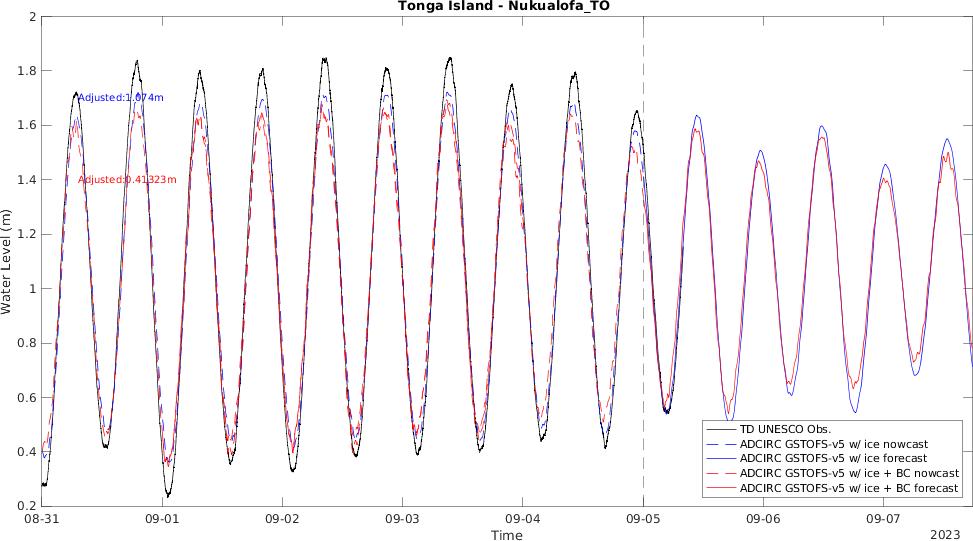 Tonga Island - Nukualofa_TO
2
1.8
1.6
1.4
1.2
1
0.8
0.6
0.4
0.2
Water Level (m)
Adjusted:1.074m
Adjusted:0.41323m
TD UNESCO Obs.
ADCIRC GSTOFS-v5 w/ ice nowcast
ADCIRC GSTOFS-v5 w/ ice forecast
ADCIRC GSTOFS-v5 w/ ice + BC nowcast
ADCIRC GSTOFS-v5 w/ ice + BC forecast
08-31 09-01 09-02 09-03 09-04 09-05 09-06 09-07
Time
2023